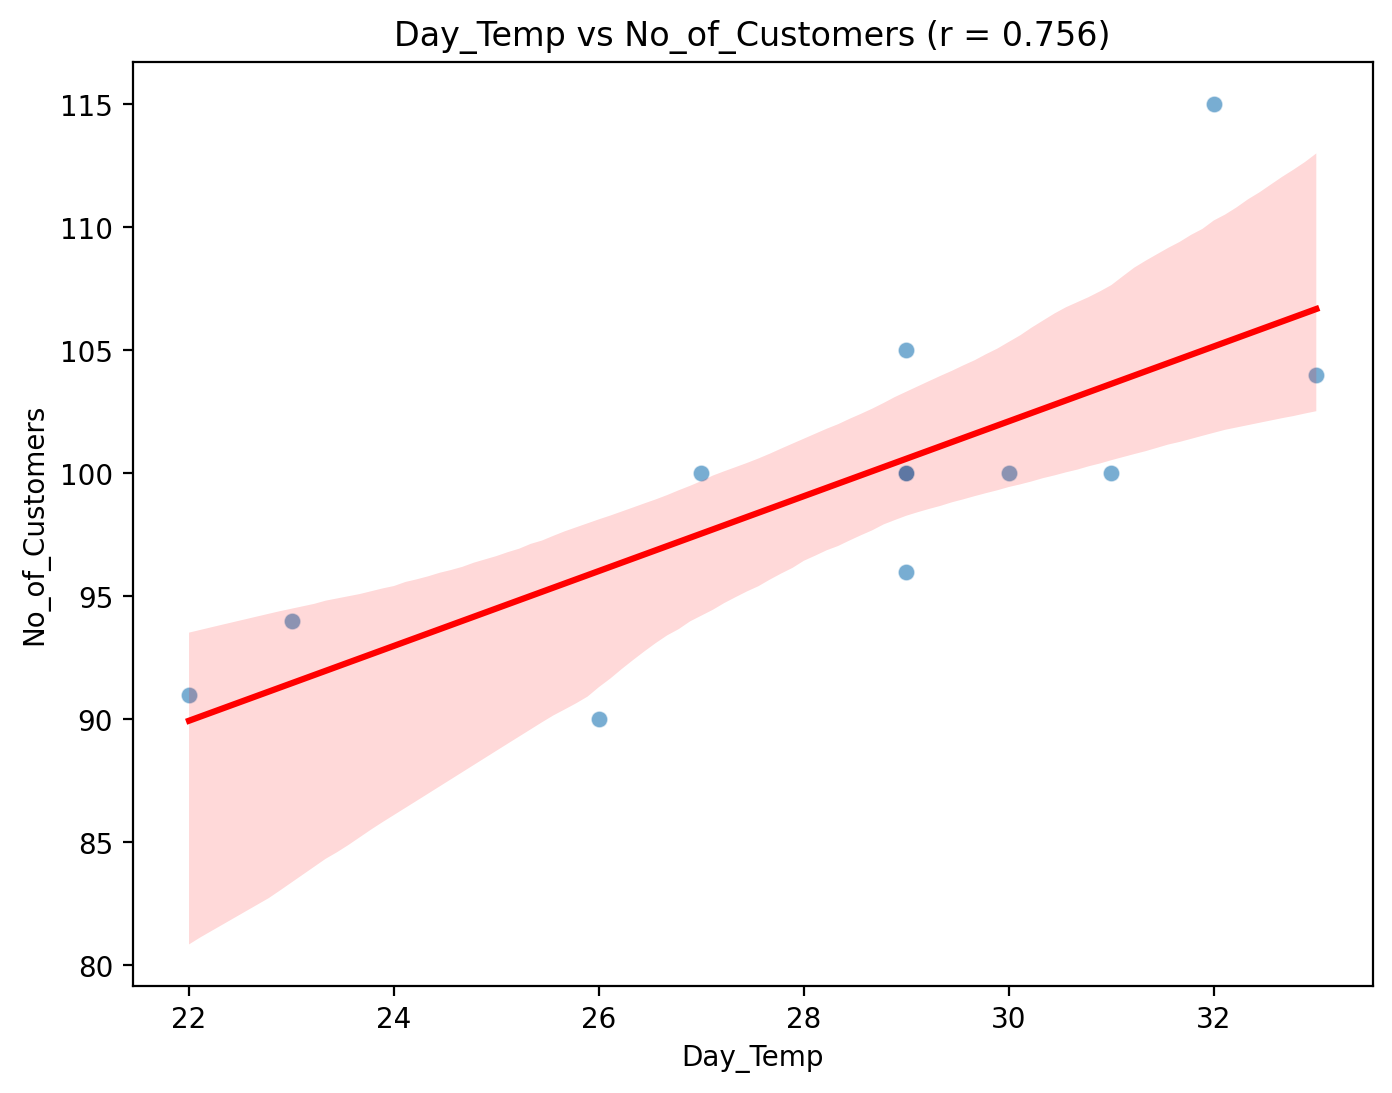 Day_Temp vs No_of_Customers (r = 0.756)
115
110
105
100
95
90
85
80
No_of_Customers
22 24 26 28 30 32
Day_Temp